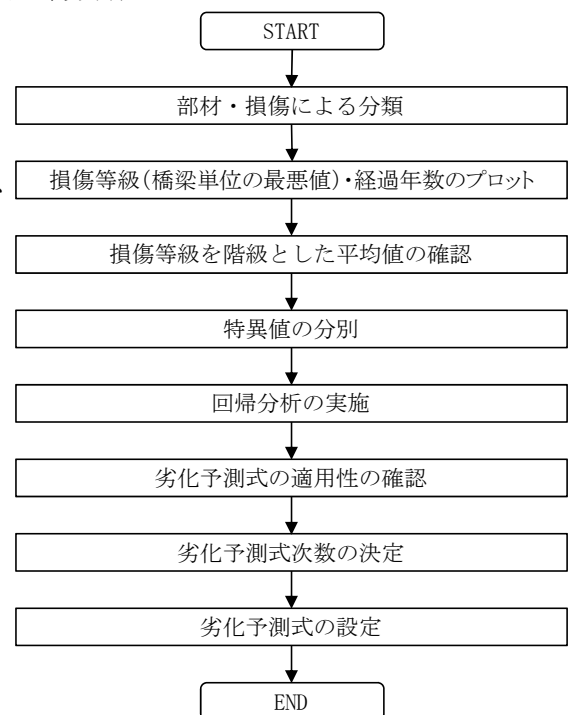 START
部材・損傷による分類
損傷等級(橋梁単位の最悪値)・経過年数のプロット
損傷等級を階級とした平均値の確認
特異値の分別
回帰分析の実施
劣化予測式の適用性の確認
劣化予測式次数の決定
劣化予測式の設定
END